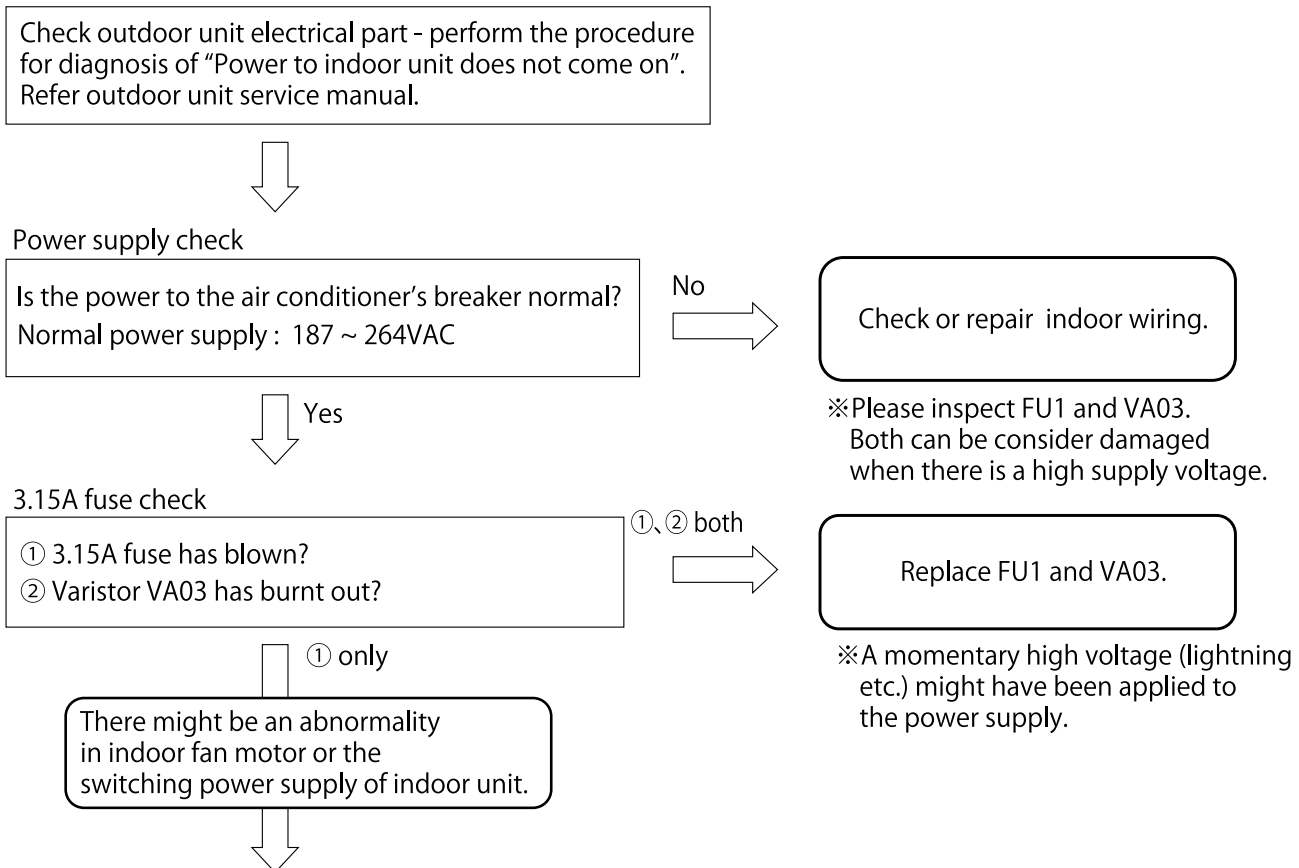 Check outdoor unit electrical part - perform the procedure
for diagnosis of “Power to indoor unit does not come on”.
Refer outdoor unit service manual.
Power supply check
Is the power to the air conditioner’s breaker normal?
Normal power supply : 187 ~ 264VAC
No
Check or repair indoor wiring.
※Please inspect FU1 and VA03.
Both can be consider damaged
when there is a high supply voltage.
Yes
3.15A fuse check
① 3.15A fuse has blown?
② Varistor VA03 has burnt out?
①、② both
Replace FU1 and VA03.
※A momentary high voltage (lightning
etc.) might have been applied to
the power supply.
① only
There might be an abnormality
in indoor fan motor or the
switching power supply of indoor unit.